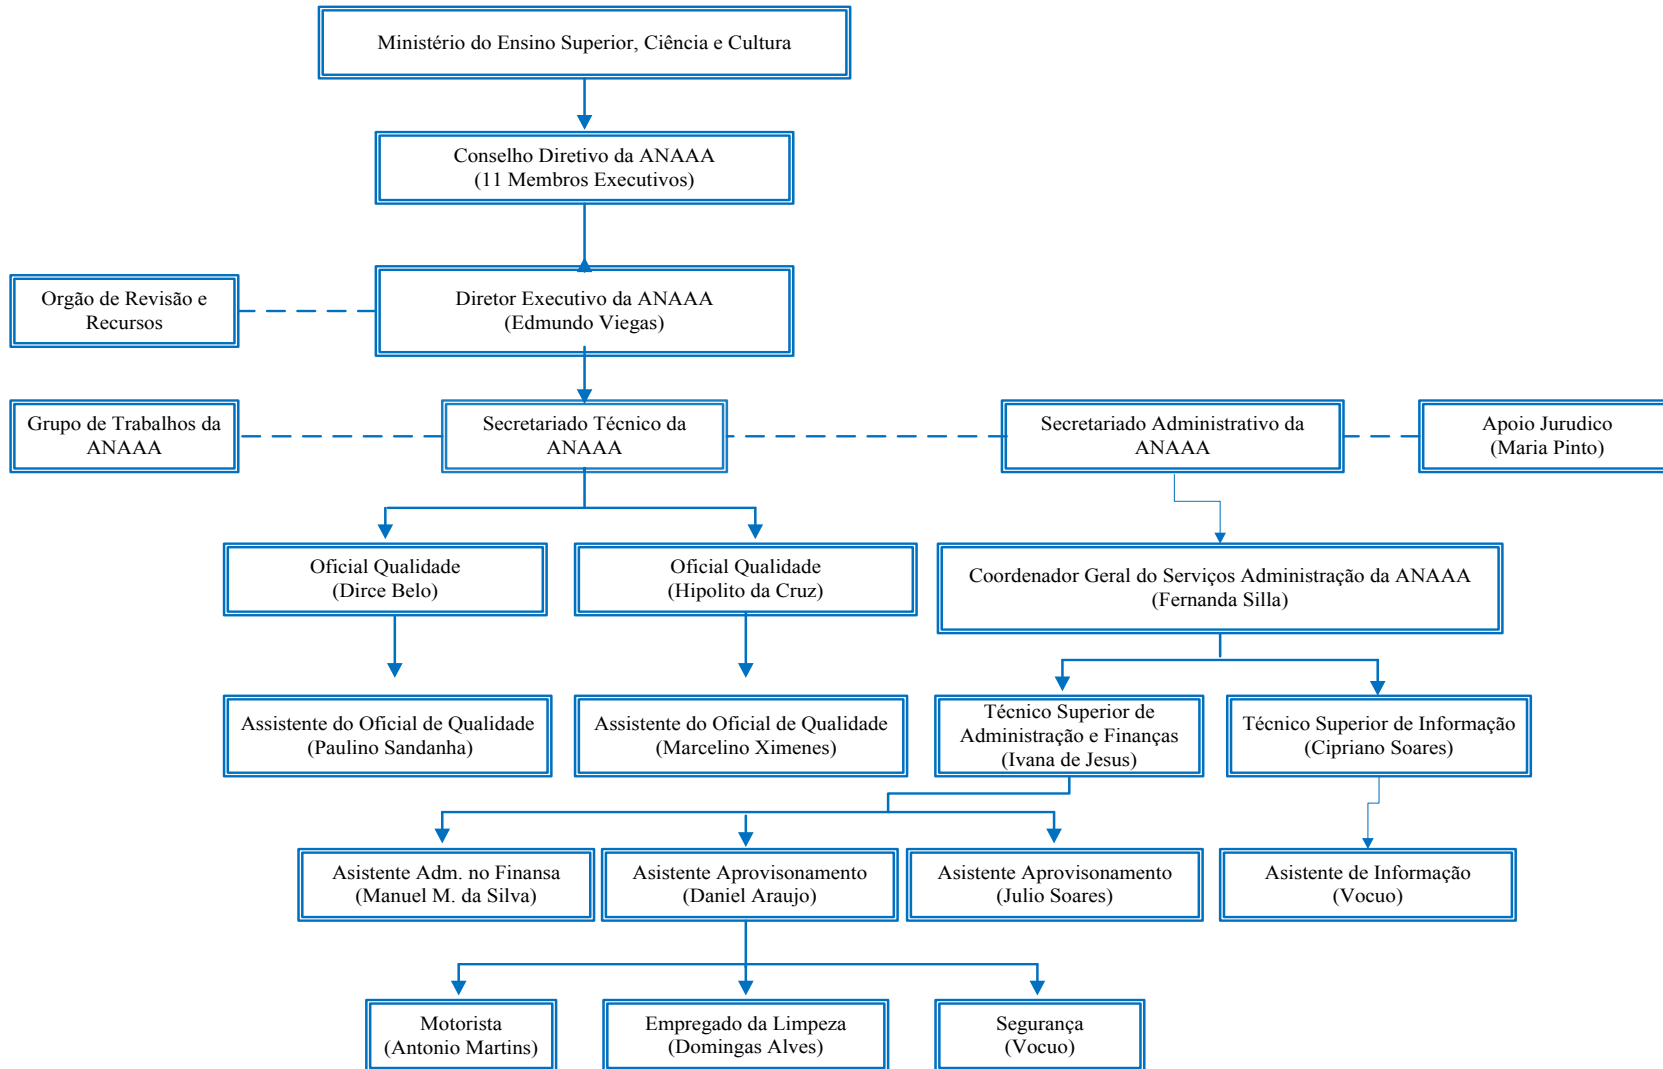 Ministério do Ensino Superior, Ciência e Cultura
Conselho Diretivo da ANAAA
(11 Membros Executivos)
Orgão de Revisão e
Recursos
Diretor Executivo da ANAAA
(Edmundo Viegas)
Grupo de Trabalhos da
ANAAA
Secretariado Técnico da
ANAAA
Secretariado Administrativo da
ANAAA
Apoio Jurudico
(Maria Pinto)
Oficial Qualidade
(Dirce Belo)
Oficial Qualidade
(Hipolito da Cruz)
Coordenador Geral do Serviços Administração da ANAAA
(Fernanda Silla)
Assistente do Oficial de Qualidade
(Paulino Sandanha)
Assistente do Oficial de Qualidade
(Marcelino Ximenes)
Técnico Superior de
Administração e Finanças
(Ivana de Jesus)
Técnico Superior de Informação
(Cipriano Soares)
Asistente Adm. no Finansa
(Manuel M. da Silva)
Asistente Aprovisonamento
(Daniel Araujo)
Asistente Aprovisonamento
(Julio Soares)
Asistente de Informação
(Vocuo)
Motorista
(Antonio Martins)
Empregado da Limpeza
(Domingas Alves)
Segurança
(Vocuo)